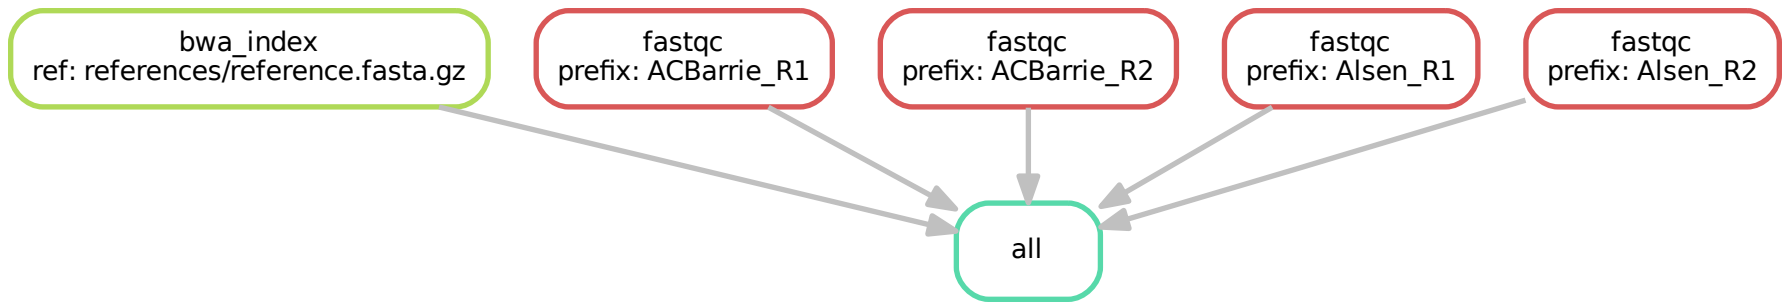 bwa_index
ref: references/reference.fasta.gz
fastqc
prefix: ACBarrie_R1
fastqc
prefix: ACBarrie_R2
fastqc
prefix: Alsen_R1
fastqc
prefix: Alsen_R2
all